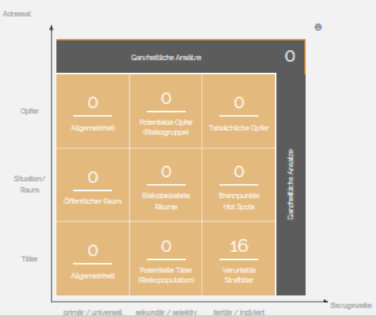 Adressat
Ganzheitliche Ansätze 0
0 0 0
Opfer
Allgemeinheit
Potentielle Opfer
(Risikogruppe)
Tatsächliche Opfer
0 0 0
Situation/
Raum
Öffentlicher Raum
Risikobelastete
Räume
Brennpunkte
Hot Spots
Ganzheitliche Ansätze
0 0 16
Täter
Allgemeinheit
Potentielle Täter
(Risikopopulation)
Verurteilte
Straftäter
Bezugsebene
primär / universell
sekundär / selektiv
tertiär / indiziert